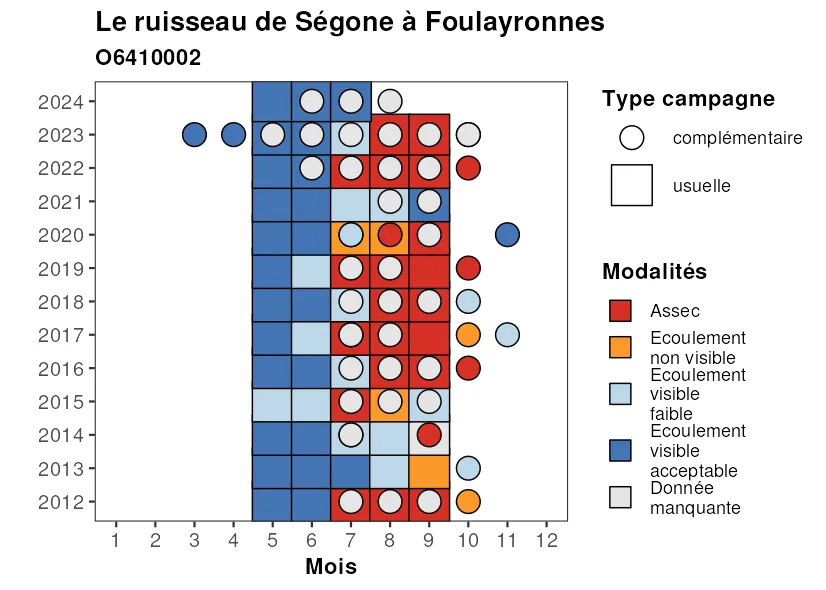 Le ruisseau de Ségone à Foulayronnes
O6410002
2024
2023
2022
2021
2020
2019
2018
2017
2016
2015
2014
2013
2012
1 2 3 4 5 6 7 8 9 10 11 12
Mois
Type campagne
complémentaire
usuelle
Modalités
Assec
Ecoulement
non visible
Ecoulement
visible
faible
Ecoulement
visible
acceptable
Donnée
manquante